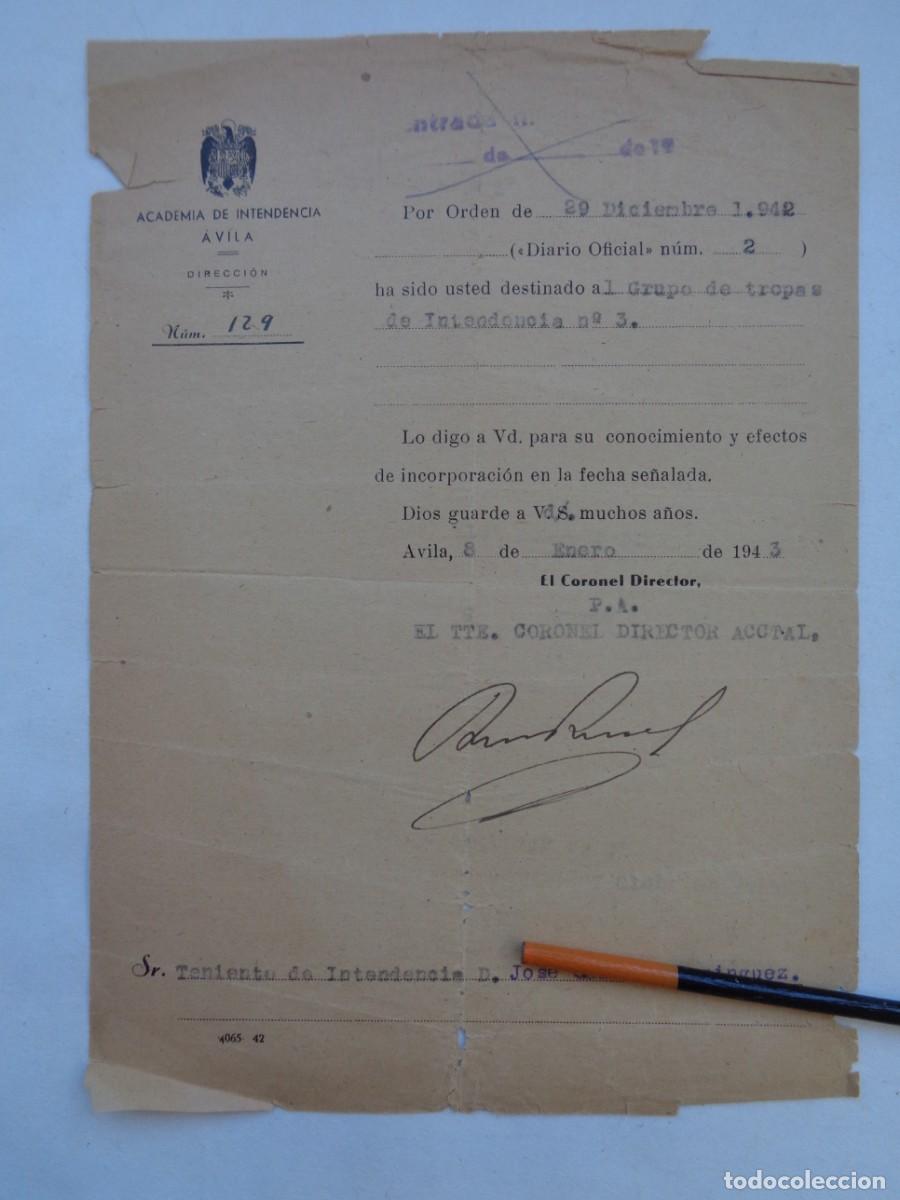 ntrada n.
de de 19
ACADEMIA DE INTENDENCIA
ÁVILA
DIRECCIÓN
Núm. 129
Por Orden de 29 Diciembre 1.942
(«Diario Oficial» núm. 2 )
ha sido usted destinado al Grupo de tropas
de Intendencia nº 3.
Lo digo a Vd. para su conocimiento y efectos
de incorporación en la fecha señalada.
Dios guarde a V.S. muchos años.
Avila, 8 de Enero de 1943
El Coronel Director,
P.A.
EL TTE. CORONEL DIRECTOR ACCTAL,
Sr. Teniente de Intendencia D. Jose inguez.
4065 42
todocoleccion